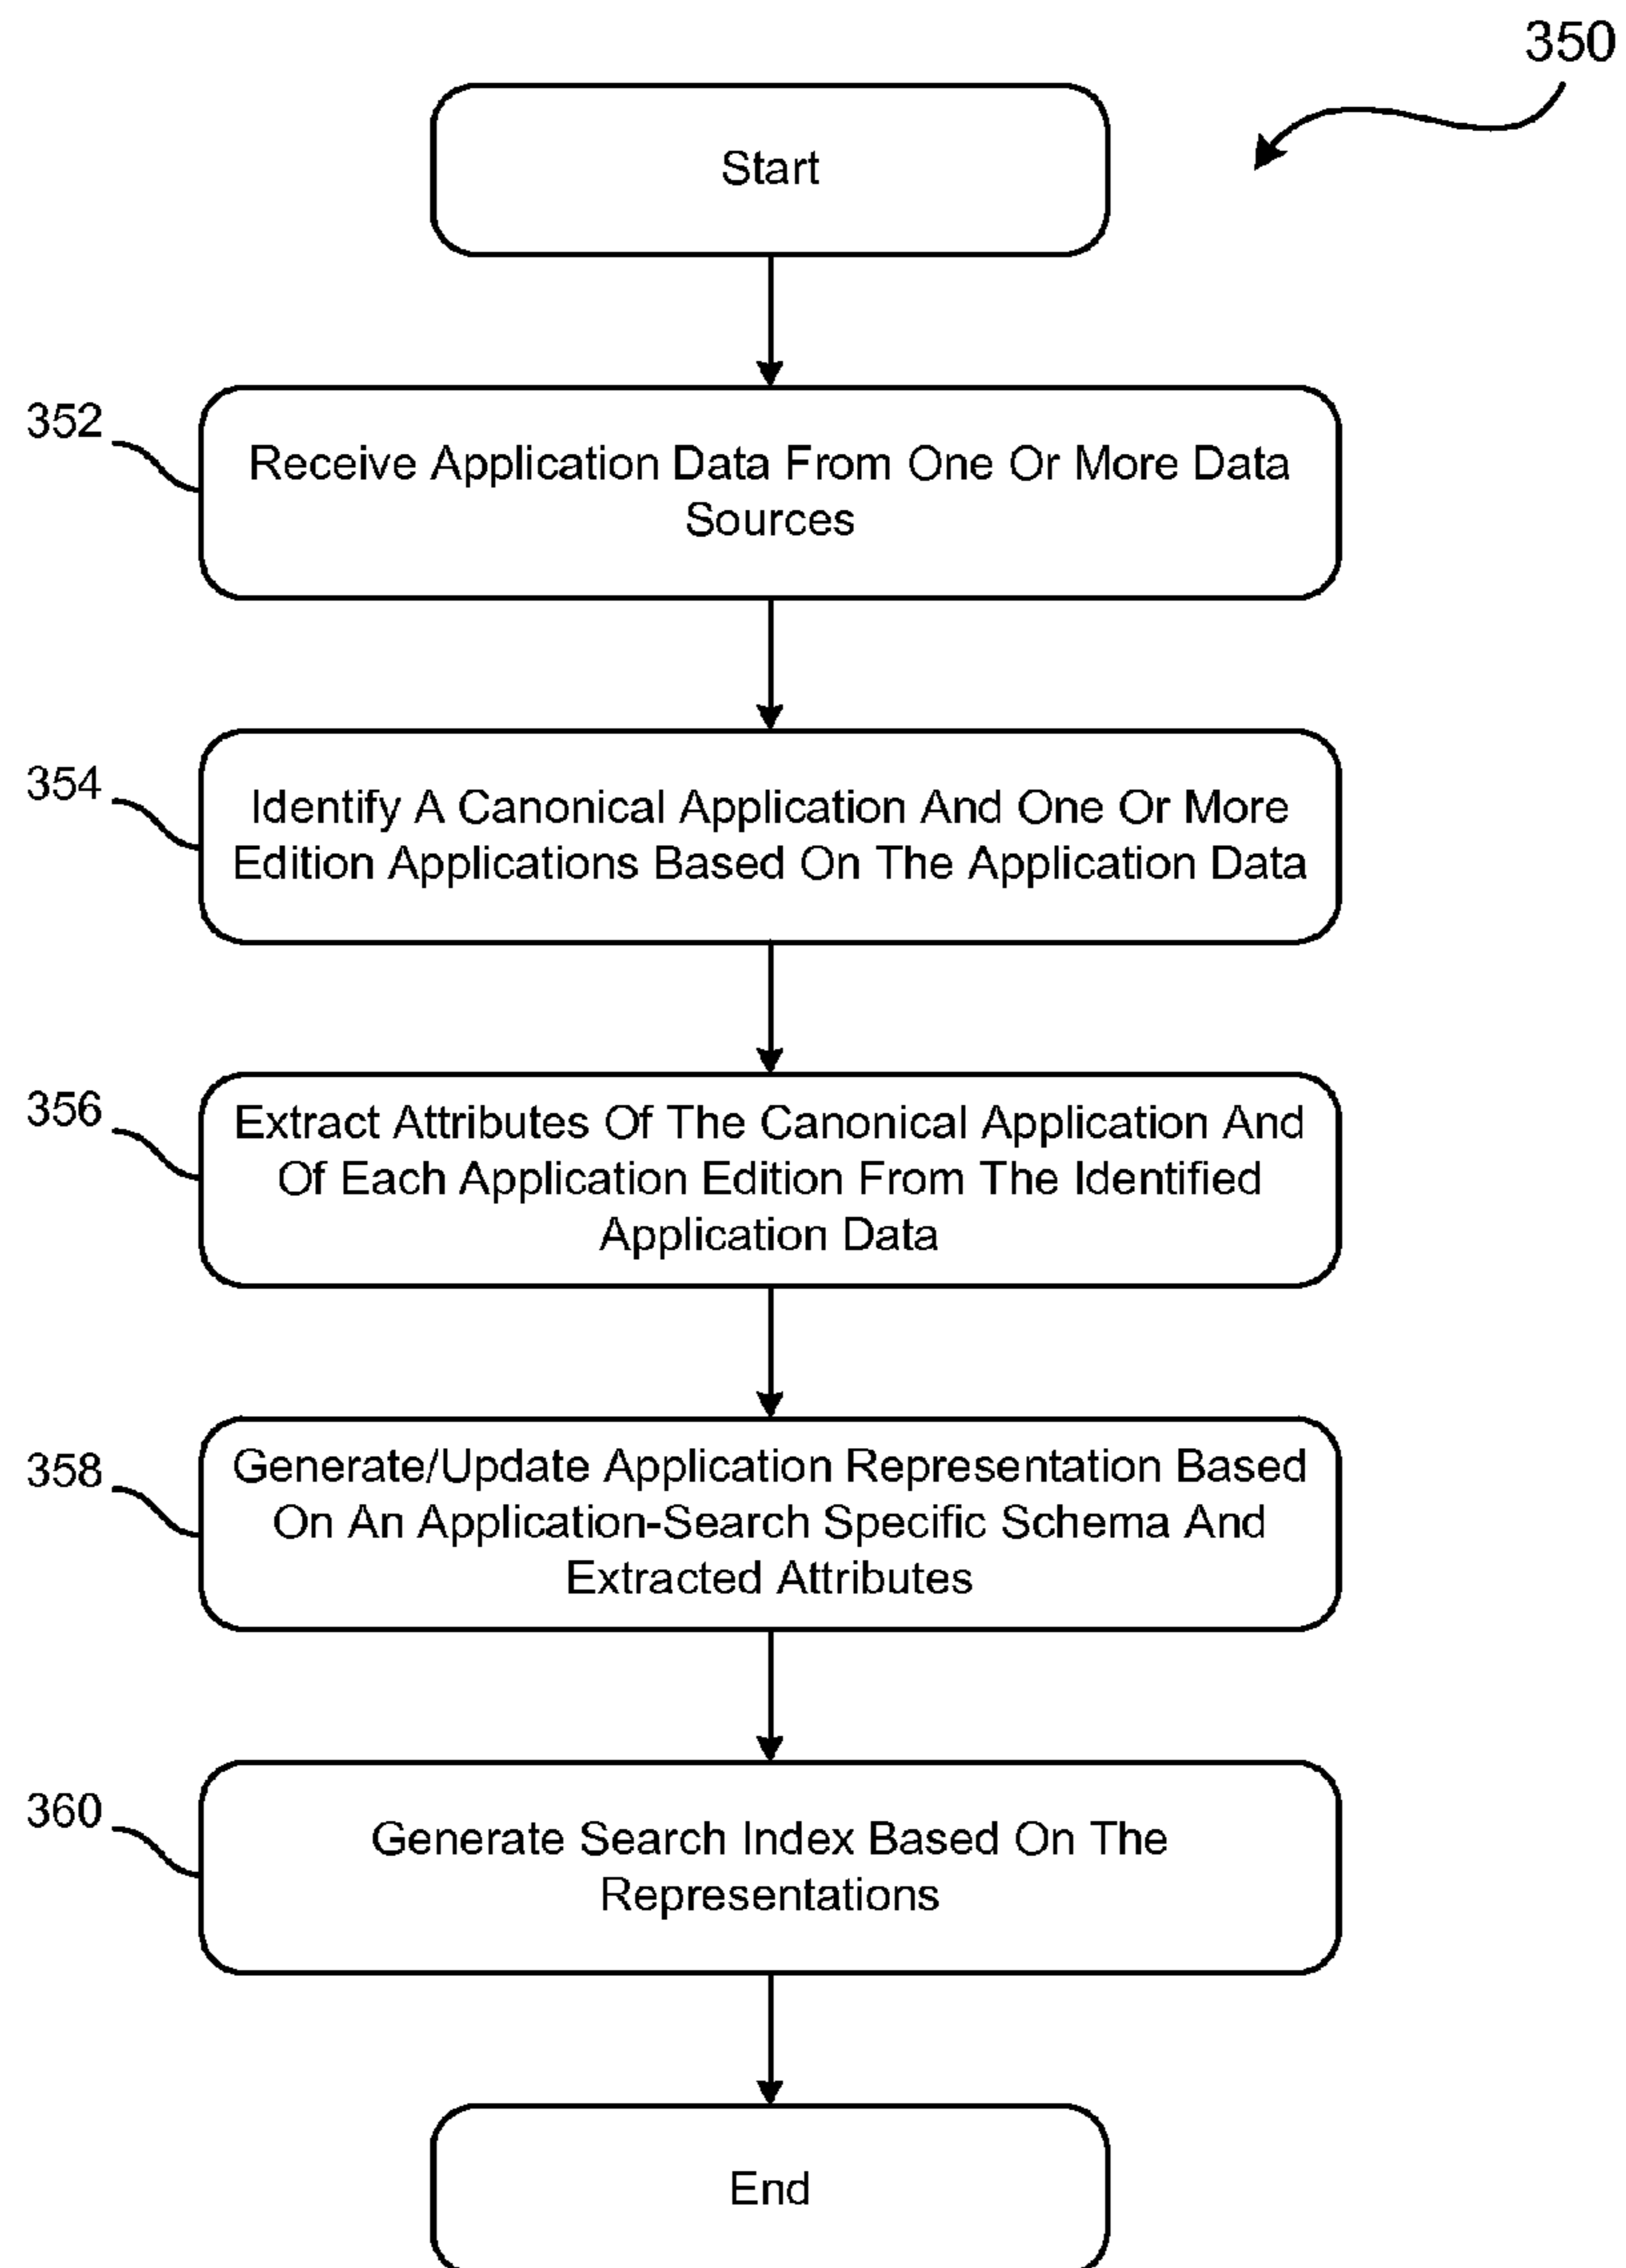 350
Start
352
Receive Application Data From One Or More Data
Sources
354
Identify A Canonical Application And One Or More
Edition Applications Based On The Application Data
356
Extract Attributes Of The Canonical Application And
Of Each Application Edition From The Identified
Application Data
358
Generate/Update Application Representation Based
On An Application-Search Specific Schema And
Extracted Attributes
360
Generate Search Index Based On The
Representations
End